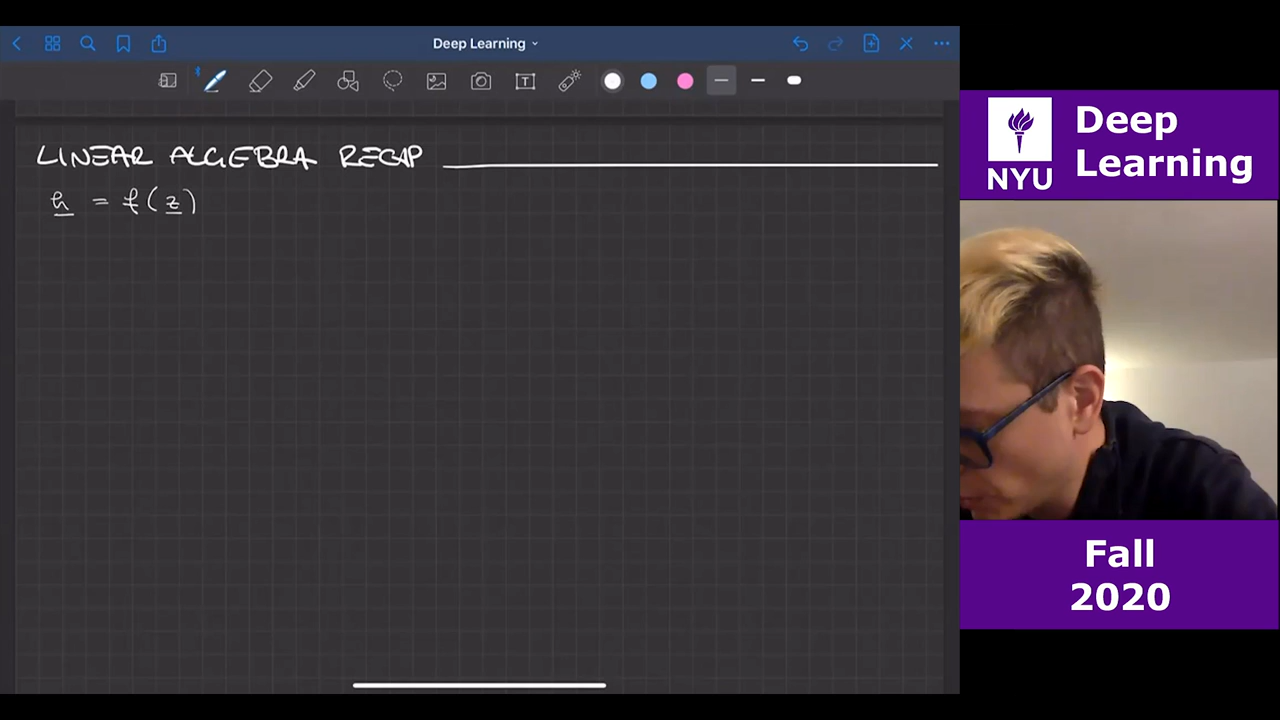 Deep Learning
T
LINEAR ALGEBRA RECAP
h = f(z)
NYU
Deep
Learning
Fall
2020